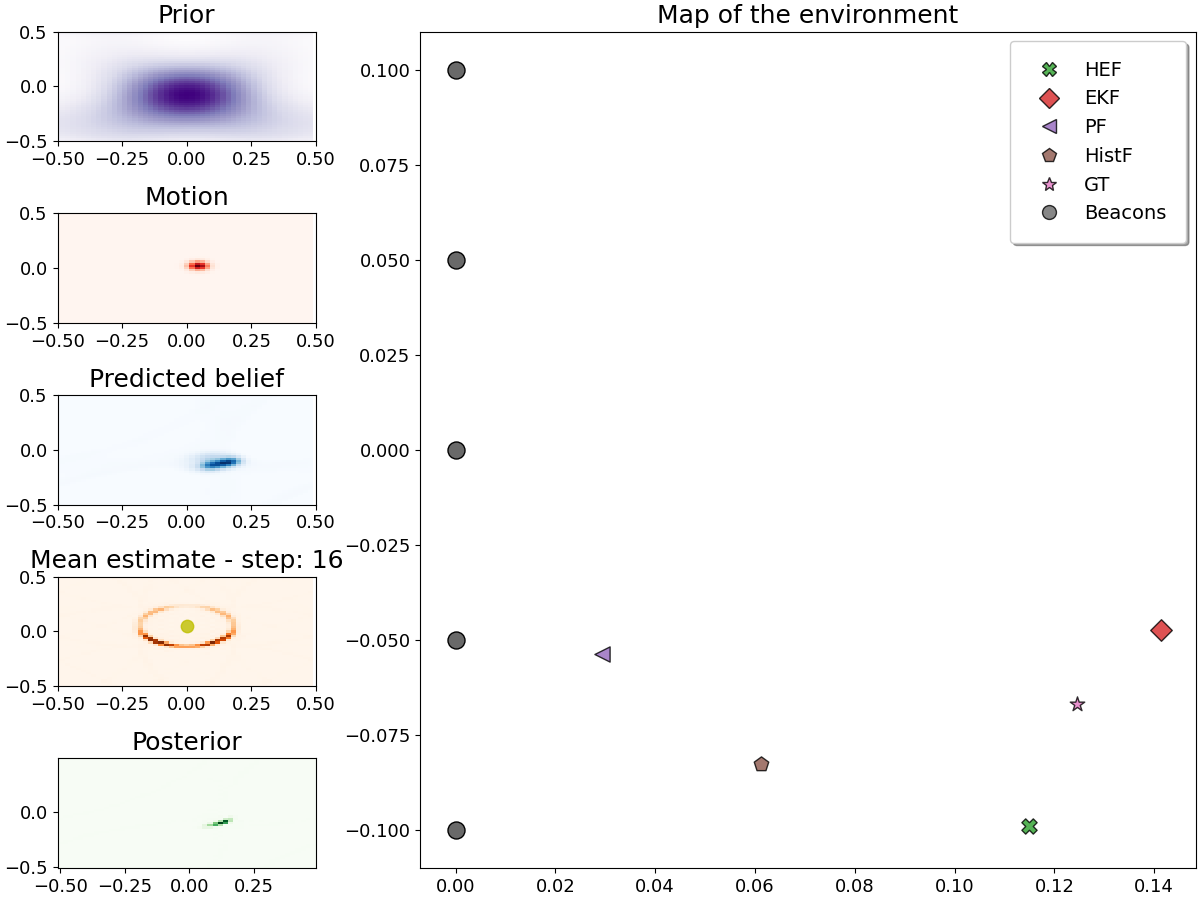 Prior
0.5
0.0
−0.5
−0.50 −0.25 0.00 0.25 0.50
Motion
0.5
0.0
−0.5
−0.50 −0.25 0.00 0.25 0.50
Predicted belief
0.5
0.0
−0.5
−0.50 −0.25 0.00 0.25 0.50
Mean estimate - step: 16
0.5
0.0
−0.5
−0.50 −0.25 0.00 0.25 0.50
Posterior
0.0
−0.5
−0.50 −0.25 0.00 0.25
Map of the environment
0.100
0.075
0.050
0.025
0.000
−0.025
−0.050
−0.075
−0.100
0.00 0.02 0.04 0.06 0.08 0.10 0.12 0.14
HEF
EKF
PF
HistF
GT
Beacons